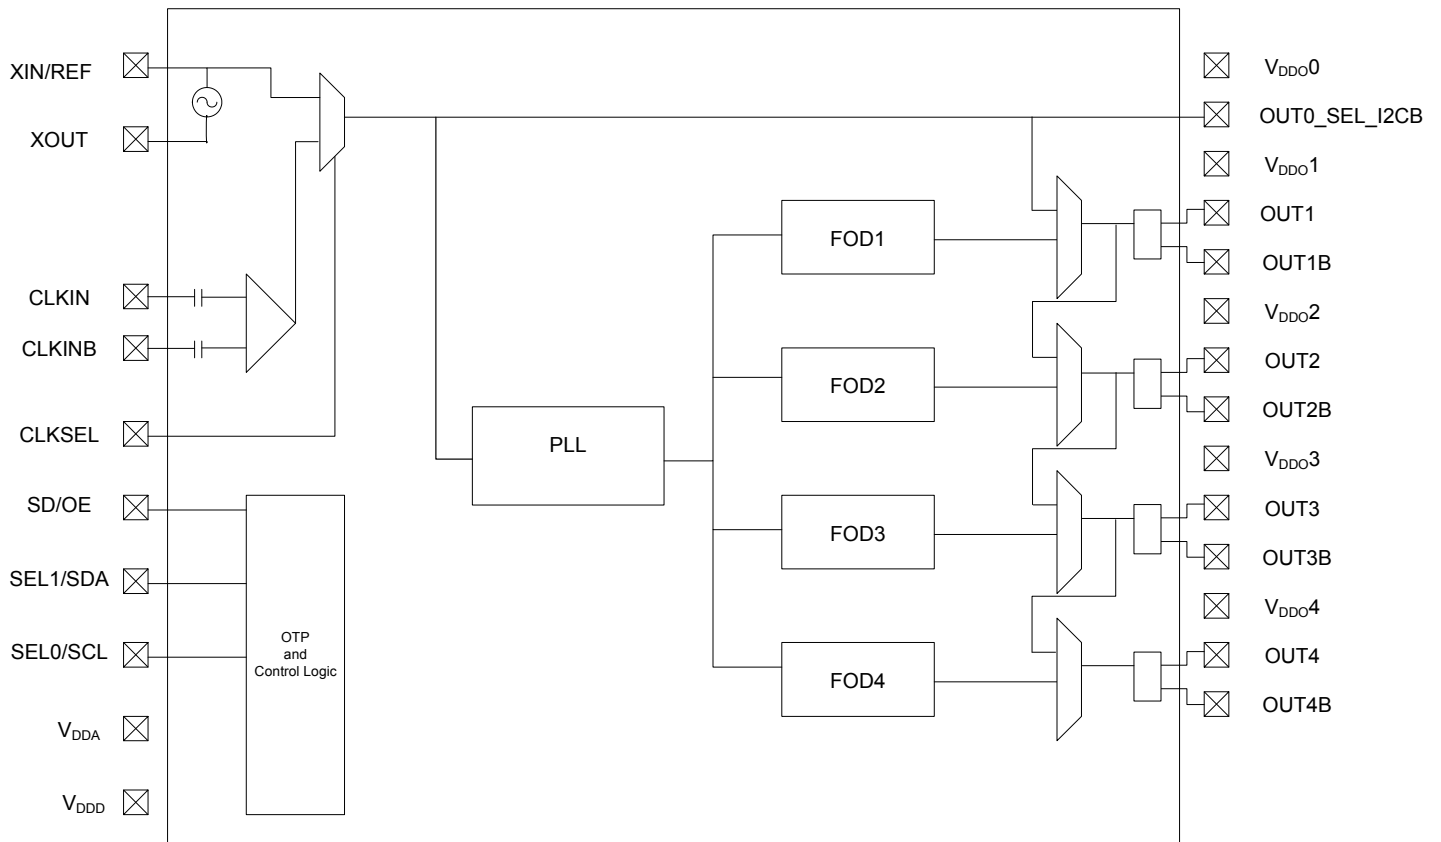 XIN/REF
XOUT
CLKIN
CLKINB
CLKSEL
SD/OE
SEL1/SDA
SEL0/SCL
VDDA
VDDD
OTP
and
Control Logic
PLL
FOD1
FOD2
FOD3
FOD4
VDDO0
OUT0_SEL_I2CB
VDDO1
OUT1
OUT1B
VDDO2
OUT2
OUT2B
VDDO3
OUT3
OUT3B
VDDO4
OUT4
OUT4B